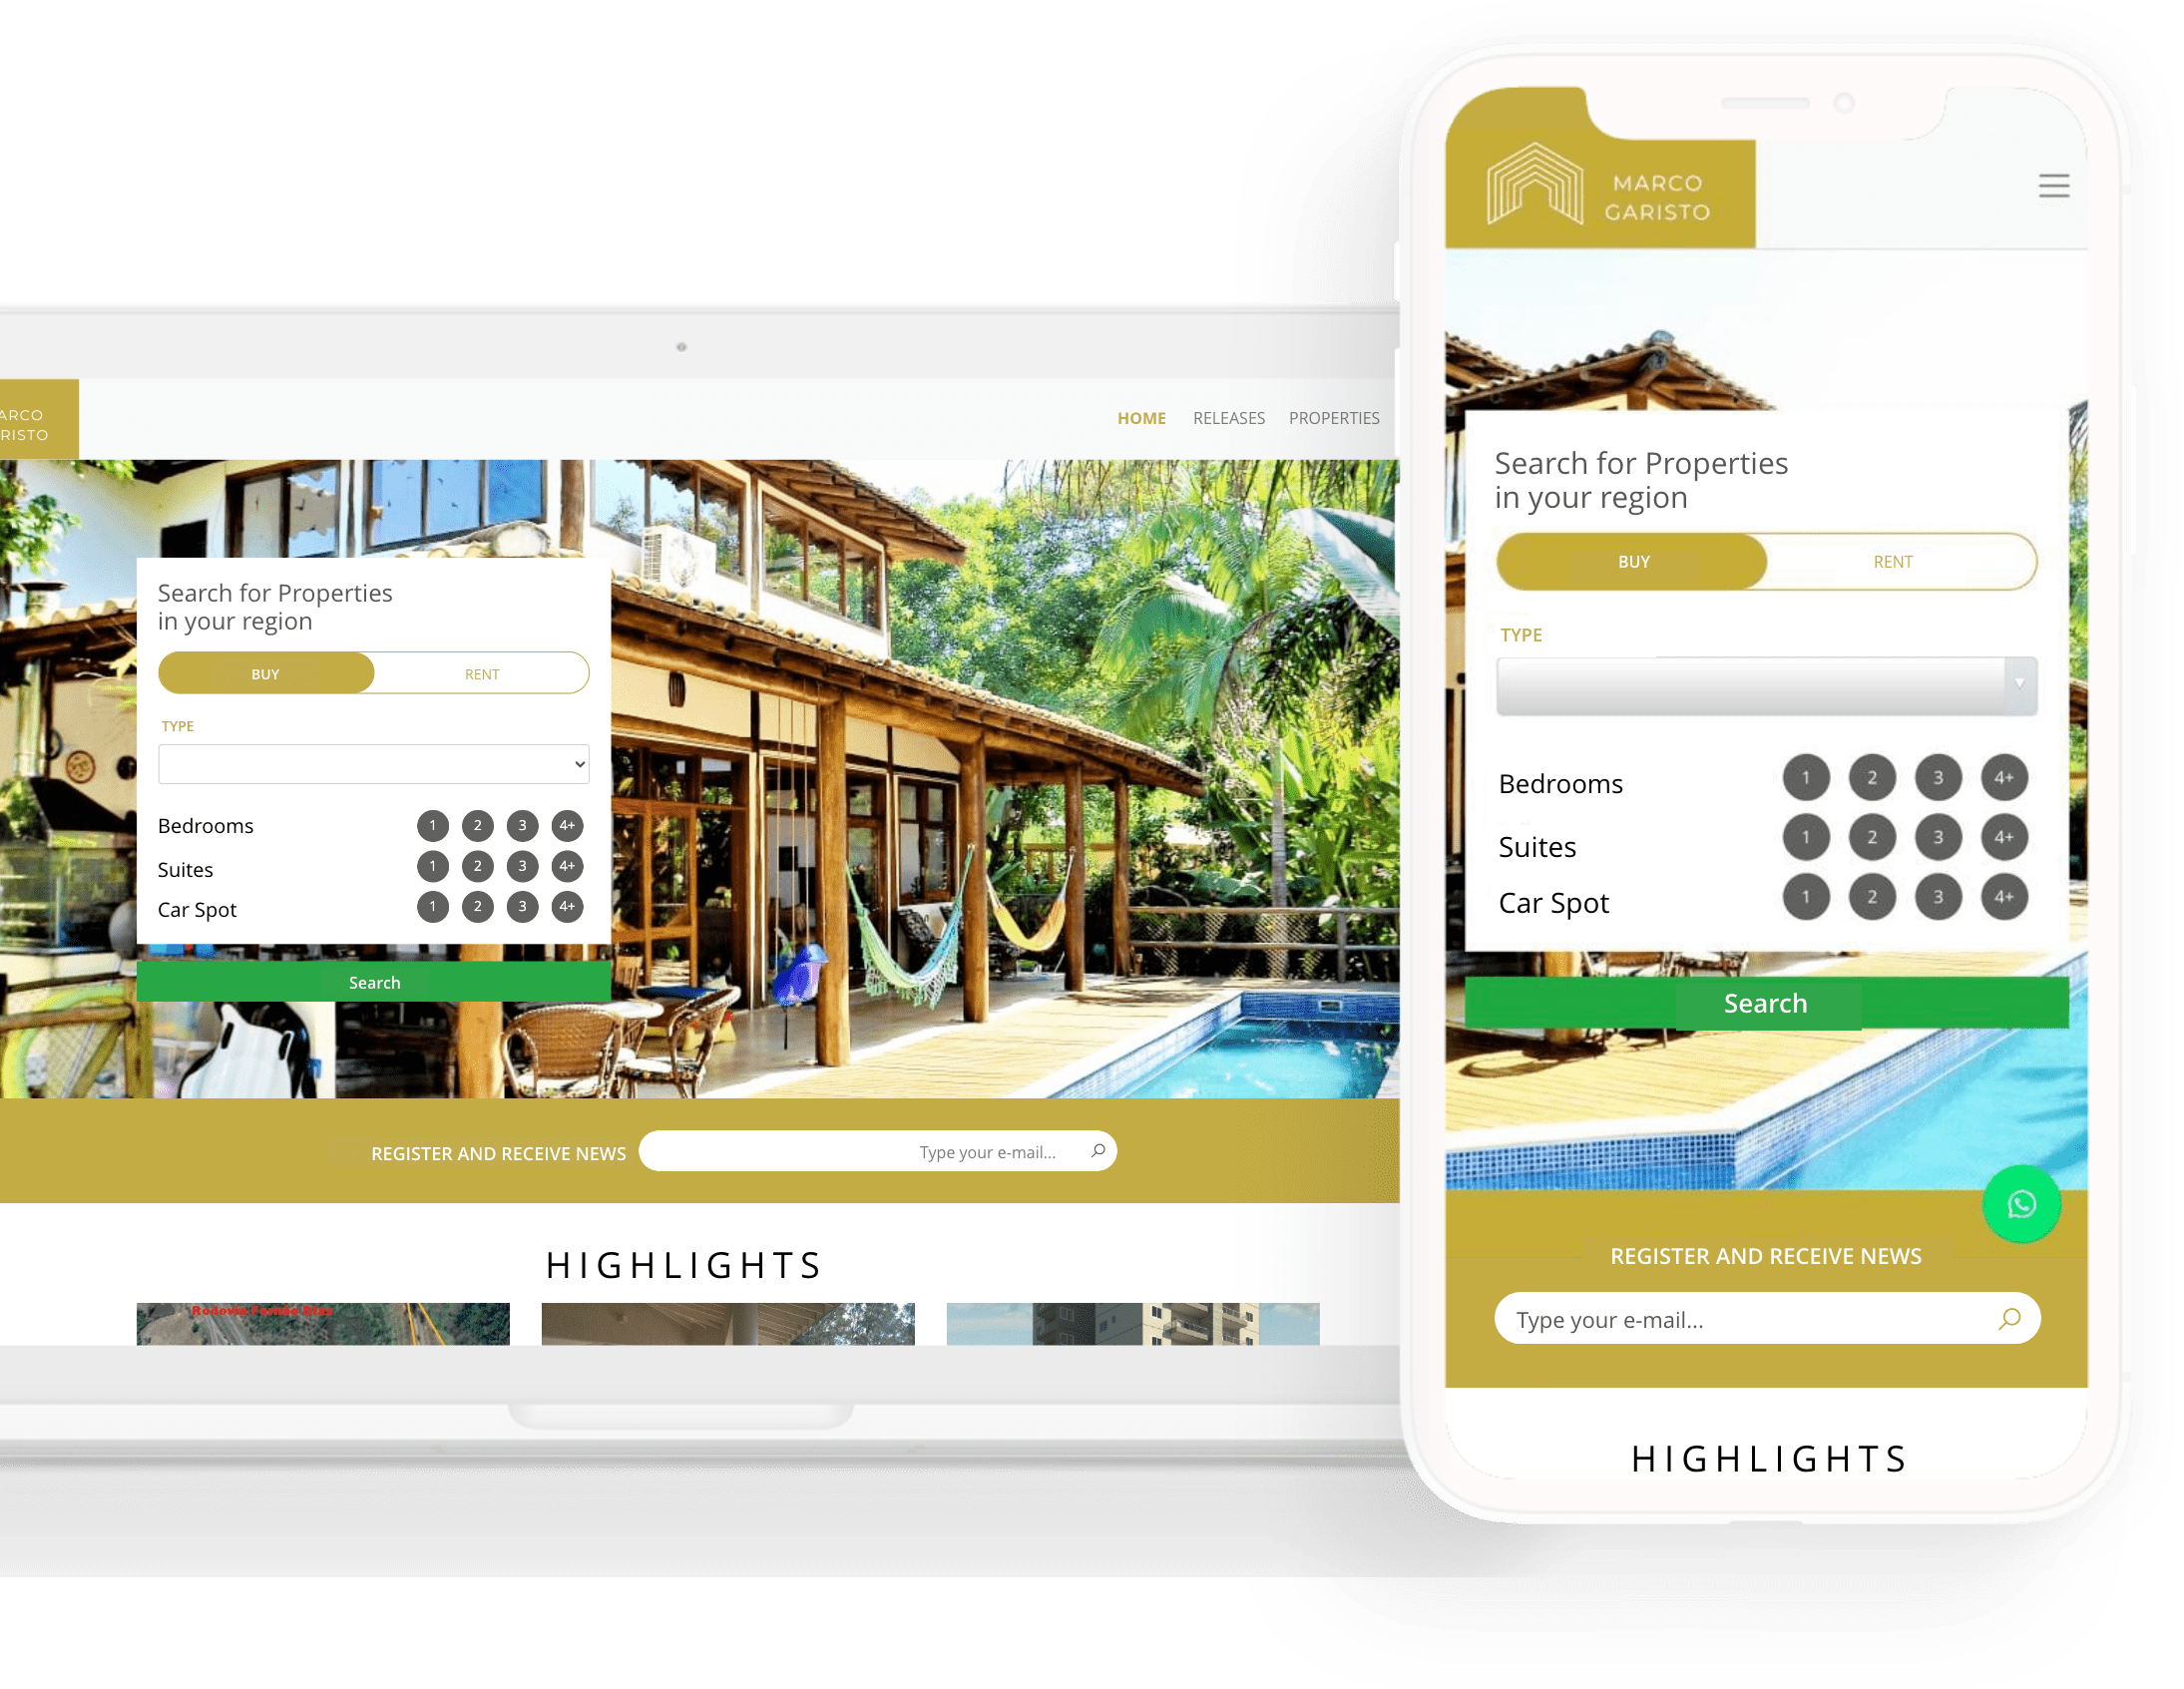 ARCO
RISTO
HOME RELEASES PROPERTIES
Search for Properties
in your region
BUY RENT
TYPE
Bedrooms 1 2 3 4+
Suites 1 2 3 4+
Car Spot 1 2 3 4+
Search
REGISTER AND RECEIVE NEWS Type your e-mail...
HIGHLIGHTS
Rodovia Fernão Dias
MARCO
GARISTO
Search for Properties
in your region
BUY RENT
TYPE
Bedrooms 1 2 3 4+
Suites 1 2 3 4+
Car Spot 1 2 3 4+
Search
REGISTER AND RECEIVE NEWS
Type your e-mail...
HIGHLIGHTS